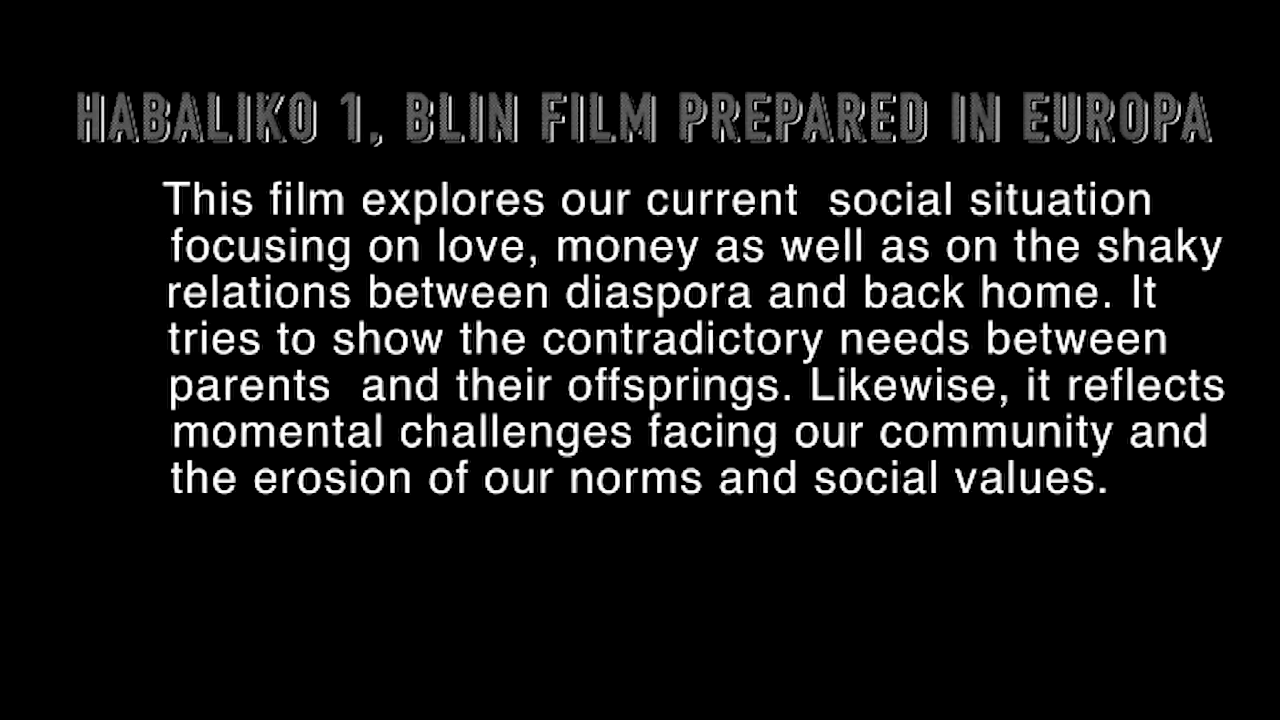 HABALIKO 1, BLIN FILM PREPARED IN EUROPA
This film explores our current social situation
focusing on love, money as well as on the shaky
relations between diaspora and back home. It
tries to show the contradictory needs between
parents and their offsprings. Likewise, it reflects
momental challenges facing our community and
the erosion of our norms and social values.